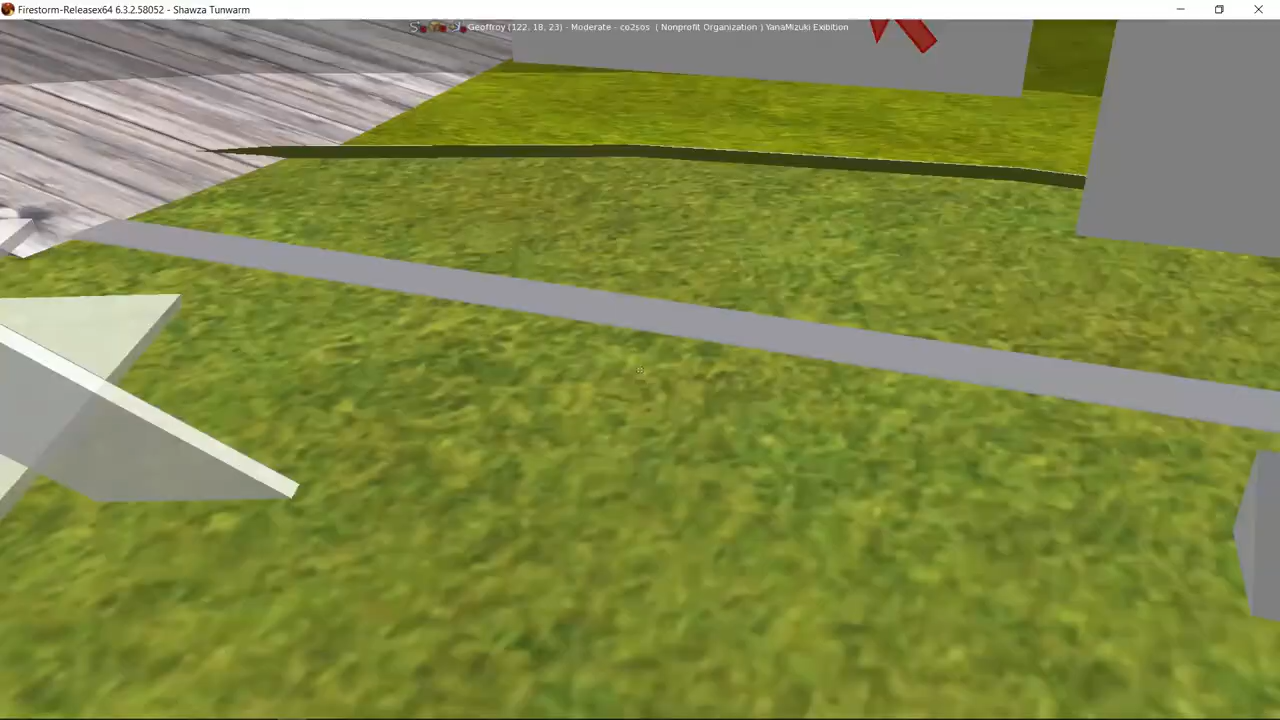 Firestorm-Releasex64 6.3.2.58052 - Shawza Tunwarm
Geoffroy (122, 18, 23) - Moderate - co2sos ( Nonprofit Organization ) YanaMizuki Exibition